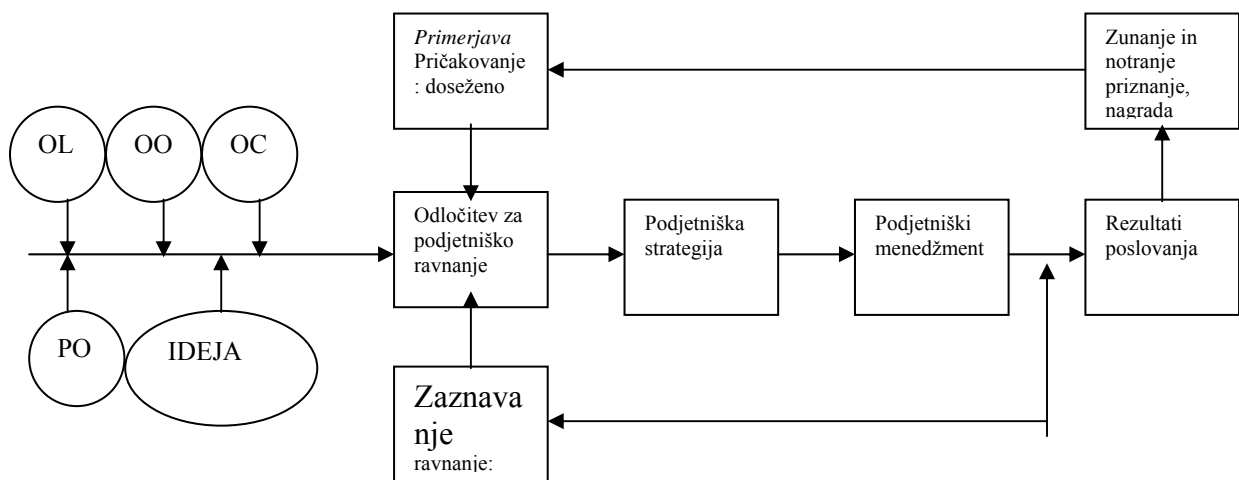 Primerjava
Pričakovanje
: doseženo
Zunanje in
notranje
priznanje,
nagrada
OL
OO
OC
Odločitev za
podjetniško
ravnanje
Podjetniška
strategija
Podjetniški
menedžment
Rezultati
poslovanja
PO
IDEJA
Zaznava
nje
ravnanje: